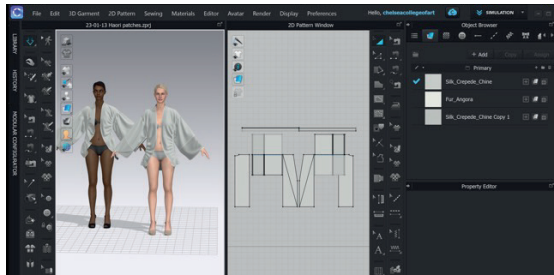 File Edit 3D Garment 2D Pattern Sewing Materials Editor Avatar Render Display Preferences
Hello, chelseacollegeofart
SIMULATION
LIBRARY
HISTORY
MODULAR CONFIGURATOR
23-01-13 Haori patches.zprj
2D Pattern Window
Object Browser
+ Add
Copy
Primary
Silk_Crepede_Chine
Fur_Angora
Silk_Crepede_Chine Copy 1
Property Editor